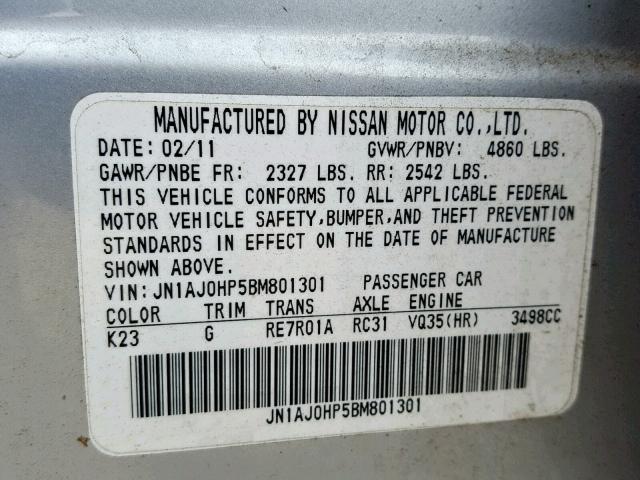 MANUFACTURED BY NISSAN MOTOR CO.,LTD.
DATE: 02/11 GVWR/PNBV: 4860 LBS.
GAWR/PNBE FR: 2327 LBS. RR: 2542 LBS.
THIS VEHICLE CONFORMS TO ALL APPLICABLE FEDERAL
MOTOR VEHICLE SAFETY,BUMPER,AND THEFT PREVENTION
STANDARDS IN EFFECT ON THE DATE OF MANUFACTURE
SHOWN ABOVE.
VIN: JN1AJ0HP5BM801301 PASSENGER CAR
COLOR TRIM TRANS AXLE ENGINE
K23 G RE7R01A RC31 VQ35(HR) 3498CC
JN1AJ0HP5BM801301